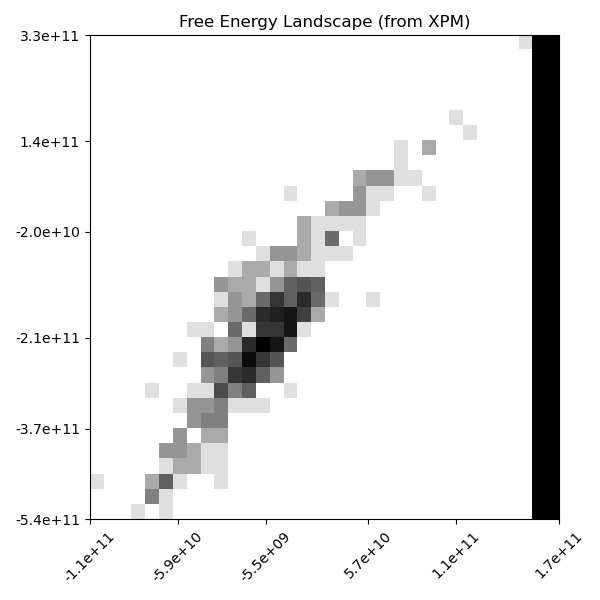 Free Energy Landscape (from XPM)
3.3e+11
1.4e+11
-2.0e+10
-2.1e+11
-3.7e+11
-5.4e+11
-1.1e+11
-5.9e+10
-5.5e+09
5.7e+10
1.1e+11
1.7e+11